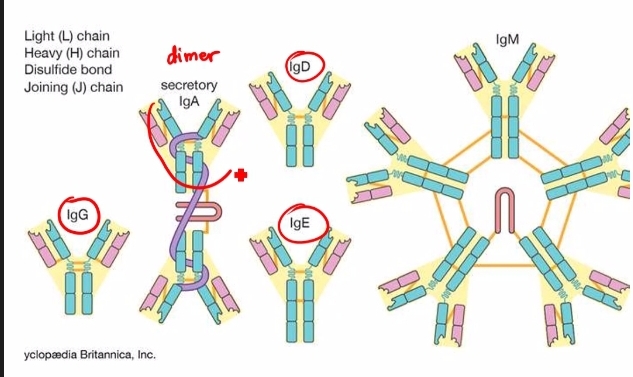 Light (L) chain
Heavy (H) chain
Disulfide bond
Joining (J) chain
dimer
secretory
IgA
IgD
IgM
IgG
IgE
yclopædia Britannica, Inc.